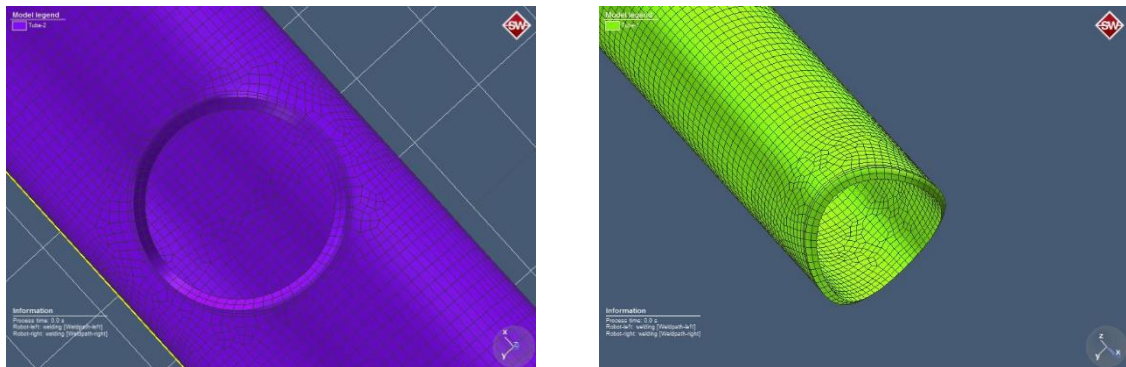 Model legend
Tube-2
SW
Information
Process time: 0.0 s
Robot-left: welding [Weldpath-left]
Robot-right: welding [Weldpath-right]
x
y
z
Model legend
SW
Information
Process time: 0.0 s
Robot-left: welding [Weldpath-left]
Robot-right: welding [Weldpath-right]
z
y
x